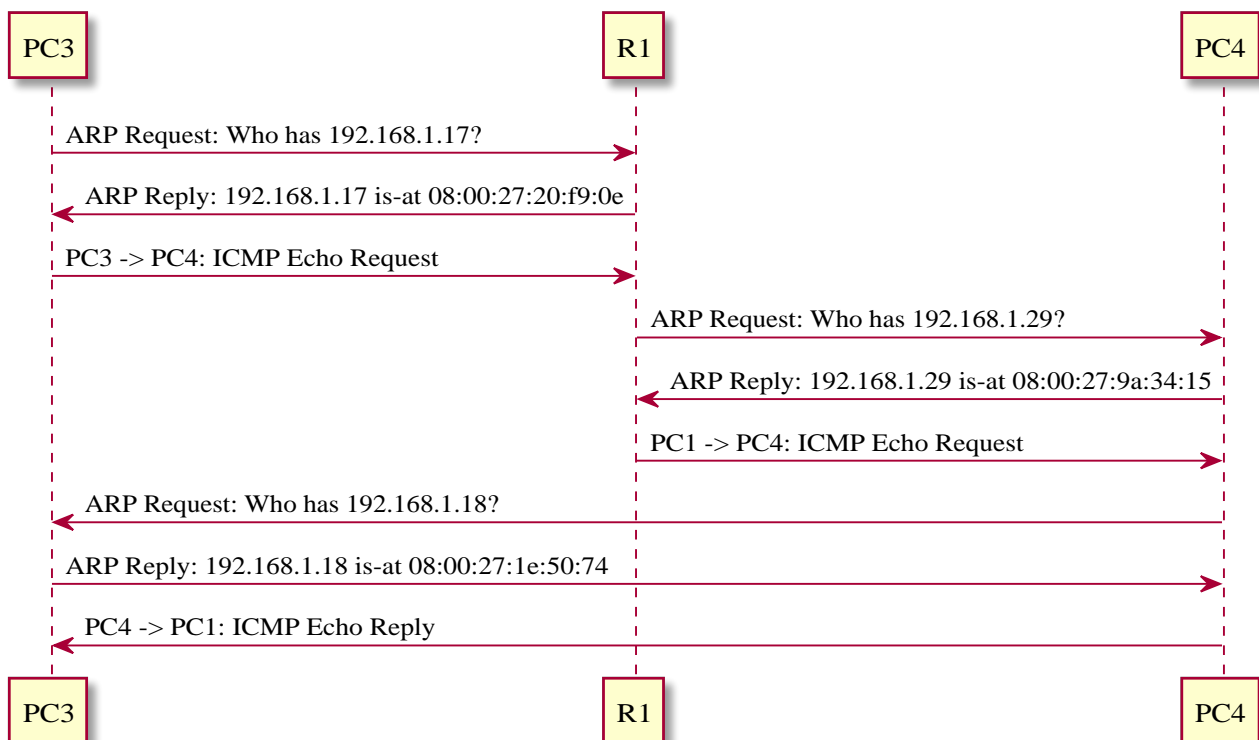 PC3
R1
PC4
ARP Request: Who has 192.168.1.17?
ARP Reply: 192.168.1.17 is-at 08:00:27:20:f9:0e
PC3 -> PC4: ICMP Echo Request
ARP Request: Who has 192.168.1.29?
ARP Reply: 192.168.1.29 is-at 08:00:27:9a:34:15
PC1 -> PC4: ICMP Echo Request
ARP Request: Who has 192.168.1.18?
ARP Reply: 192.168.1.18 is-at 08:00:27:1e:50:74
PC4 -> PC1: ICMP Echo Reply
PC3
R1
PC4